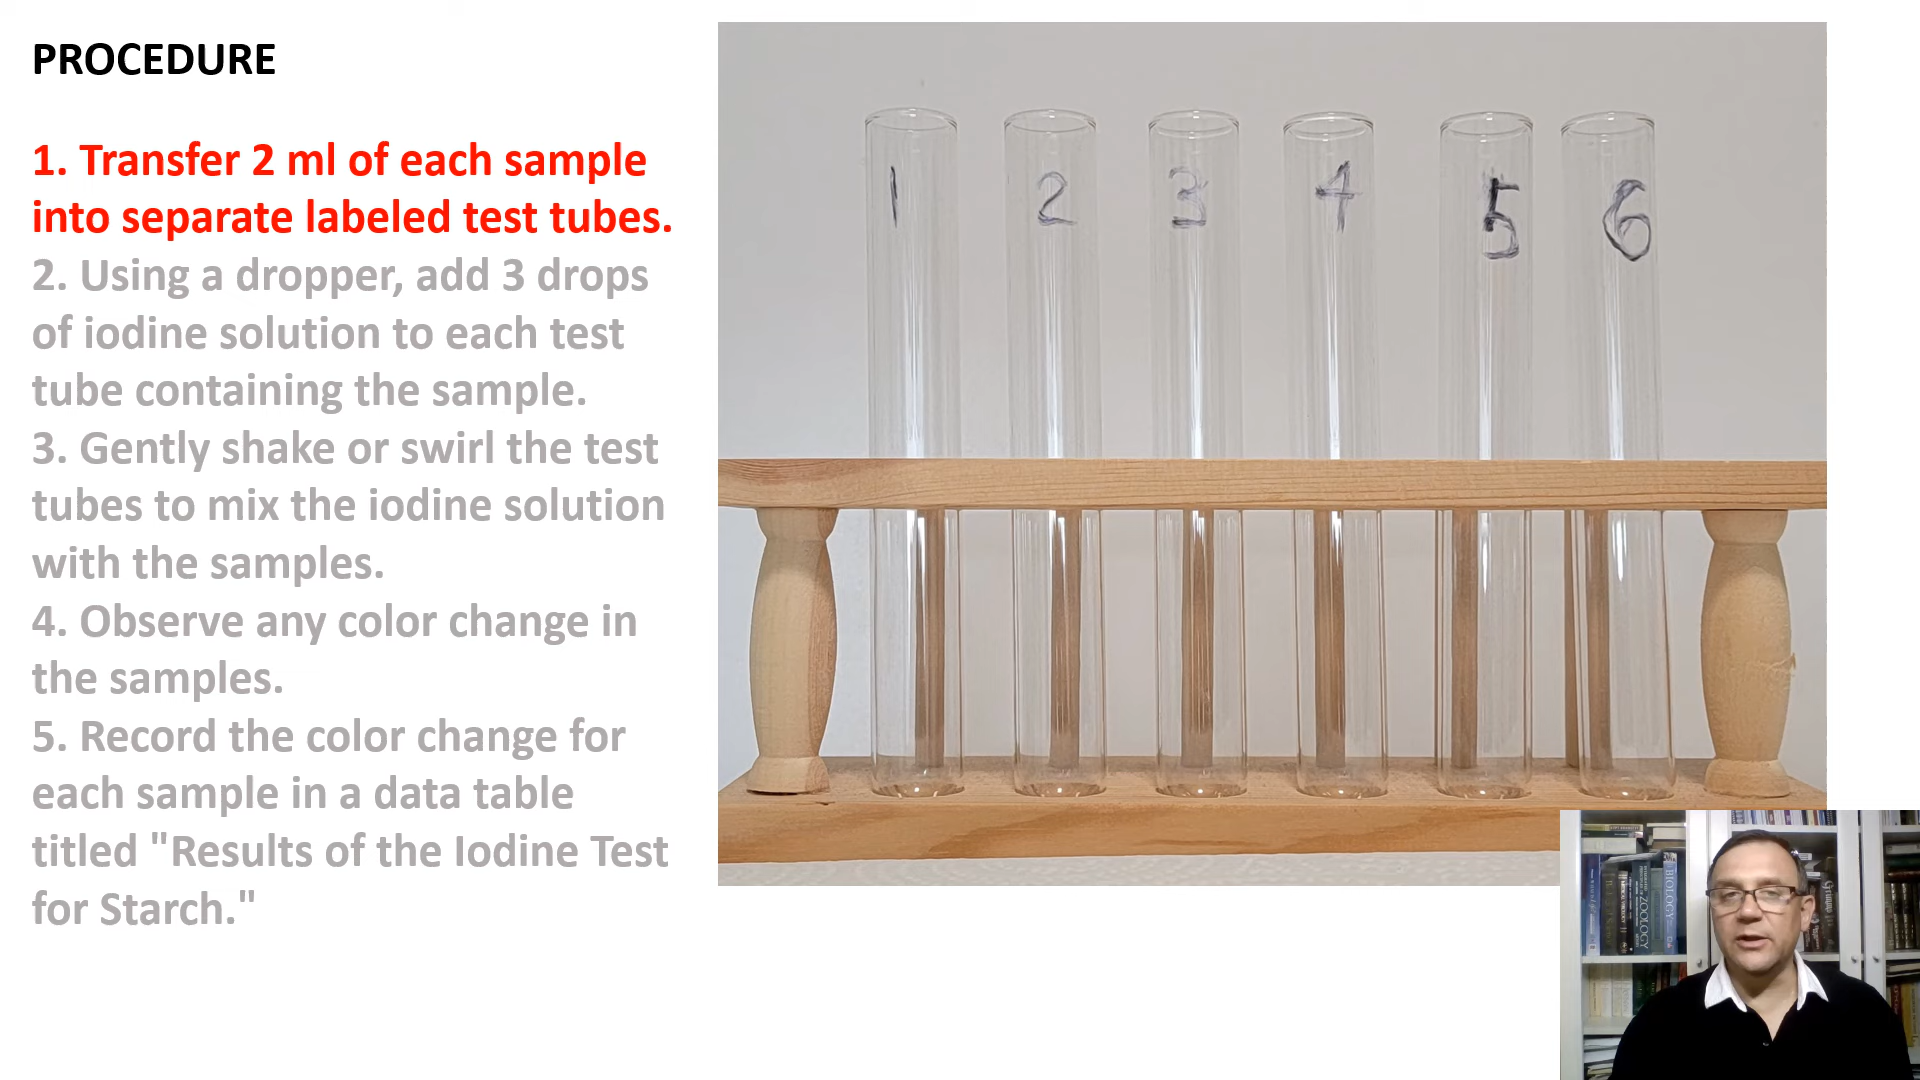 PROCEDURE
1. Transfer 2 ml of each sample
into separate labeled test tubes.
2. Using a dropper, add 3 drops
of iodine solution to each test
tube containing the sample.
3. Gently shake or swirl the test
tubes to mix the iodine solution
with the samples.
4. Observe any color change in
the samples.
5. Record the color change for
each sample in a data table
titled "Results of the Iodine Test
for Starch."
1 2 3 4 5 6
BIOLOGY
ZOOLOGY